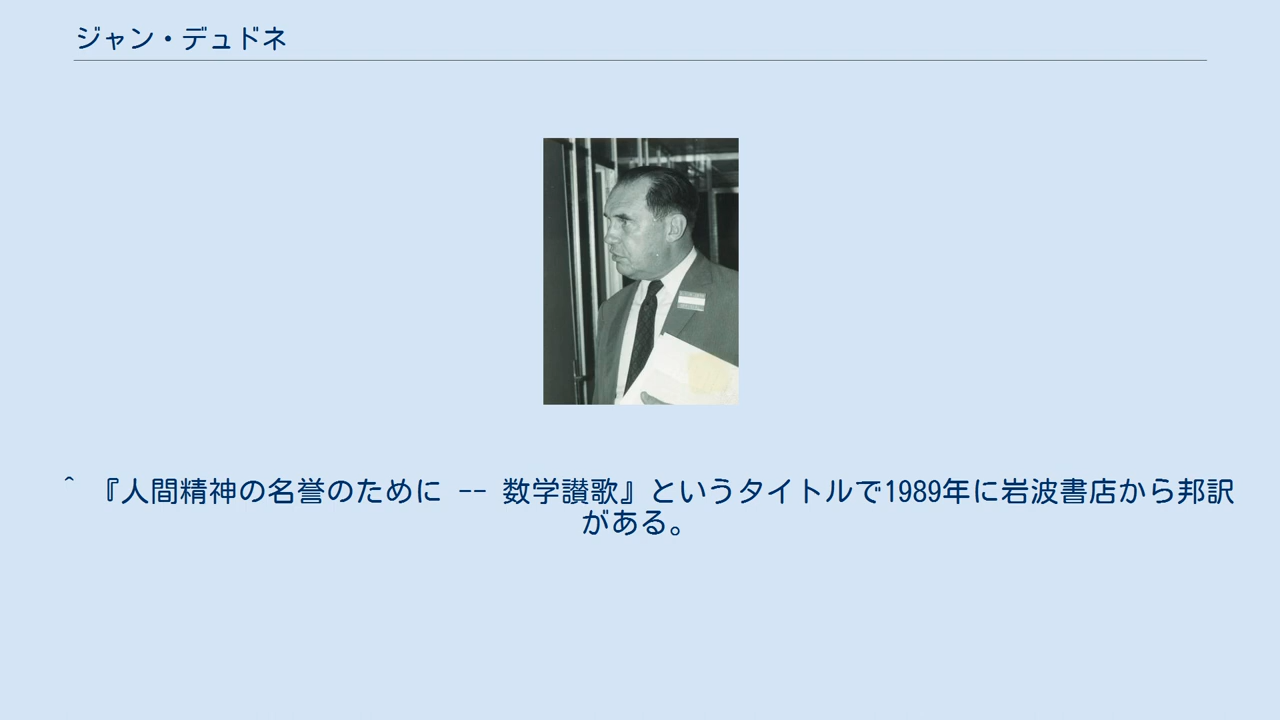 ジャン・デュドネ
^ 『人間精神の名誉のために -- 数学讃歌』というタイトルで1989年に岩波書店から邦訳
がある。